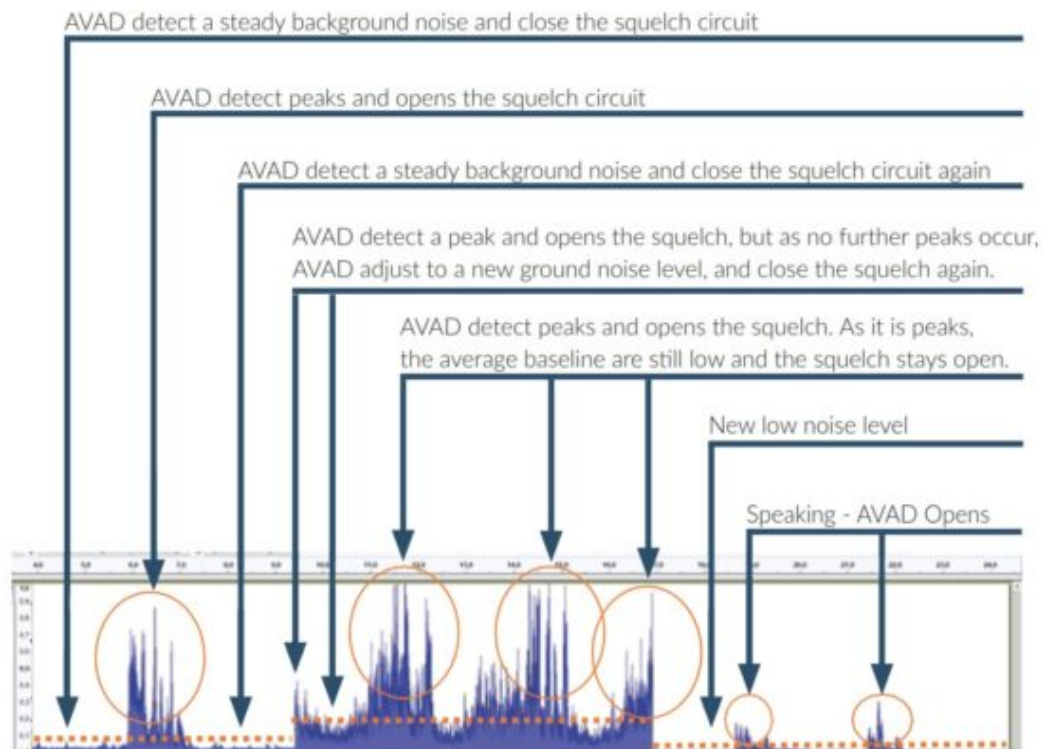 AVAD detect a steady background noise and close the squelch circuit
AVAD detect peaks and opens the squelch circuit
AVAD detect a steady background noise and close the squelch circuit again
AVAD detect a peak and opens the squelch, but as no further peaks occur,
AVAD adjust to a new ground noise level, and close the squelch again.
AVAD detect peaks and opens the squelch. As it is peaks,
the average baseline are still low and the squelch stays open.
New low noise level
Speaking - AVAD Opens